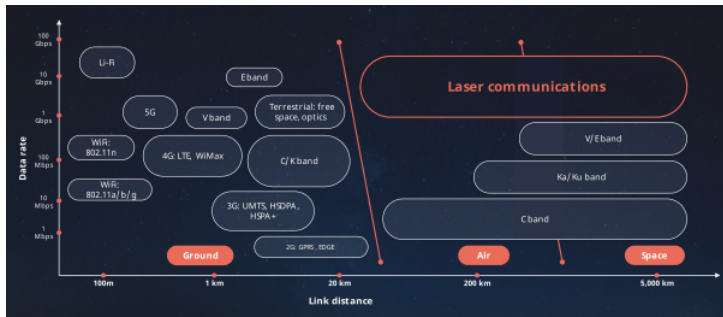 100
Gbps
Li-Fi
10
Gbps
Eband
Laser communications
1
Gbps
5G
Vband
Terrestrial: free
space, optics
V/Eband
WiFi:
802.11n
100
Mbps
4G: LTE, WiMax
C/Kband
Ka/Ku band
WiFi:
802.11a/b/g
10
Mbps
3G: UMTS, HSDPA,
HSPA+
Cband
1
Mbps
2G: GPRS, EDGE
Data rate
Ground
Air
Space
100m
1 km
20 km
200 km
5,000 km
Link distance